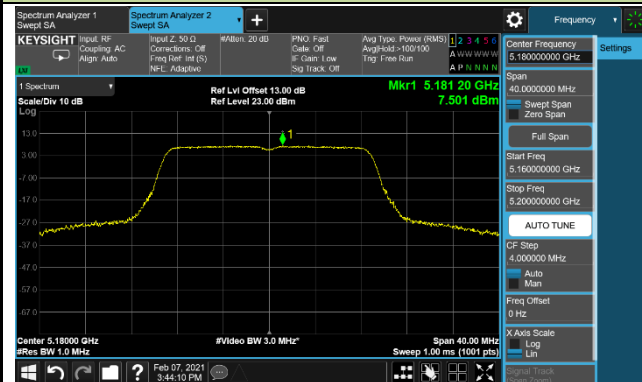 Spectrum Analyzer 1
Swept SA
Spectrum Analyzer 2
Swept SA
+
Frequency
KEYSIGHT
Input: RF
Coupling: AC
Align: Auto
Input Z: 50 Ω
Corrections: Off
Freq Ref: Int (S)
NFE: Adaptive
#Atten: 20 dB
PNO: Fast
Gate: Off
IF Gain: Low
Sig Track: Off
Avg Type: Power (RMS)
Avg|Hold:>100/100
Trig: Free Run
1 2 3 4 5 6
A W W W W W
A P N N N N
LXI
1 Spectrum
Scale/Div 10 dB
Log
Ref Lvl Offset 13.00 dB
Ref Level 23.00 dBm
Mkr1 5.181 20 GHz
7.501 dBm
1
13.0
3.00
-7.00
-17.0
-27.0
-37.0
-47.0
-57.0
-67.0
Center 5.18000 GHz
#Res BW 1.0 MHz
#Video BW 3.0 MHz*
Span 40.00 MHz
Sweep 1.00 ms (1001 pts)
Center Frequency
5.180000000 GHz
Span
40.0000000 MHz
Swept Span
Zero Span
Full Span
Start Freq
5.160000000 GHz
Stop Freq
5.200000000 GHz
AUTO TUNE
CF Step
4.000000 MHz
Auto
Man
Freq Offset
0 Hz
X Axis Scale
Log
Lin
Signal Track
(Span Zoom)
Settings
?
Feb 07, 2021
3:44:10 PM